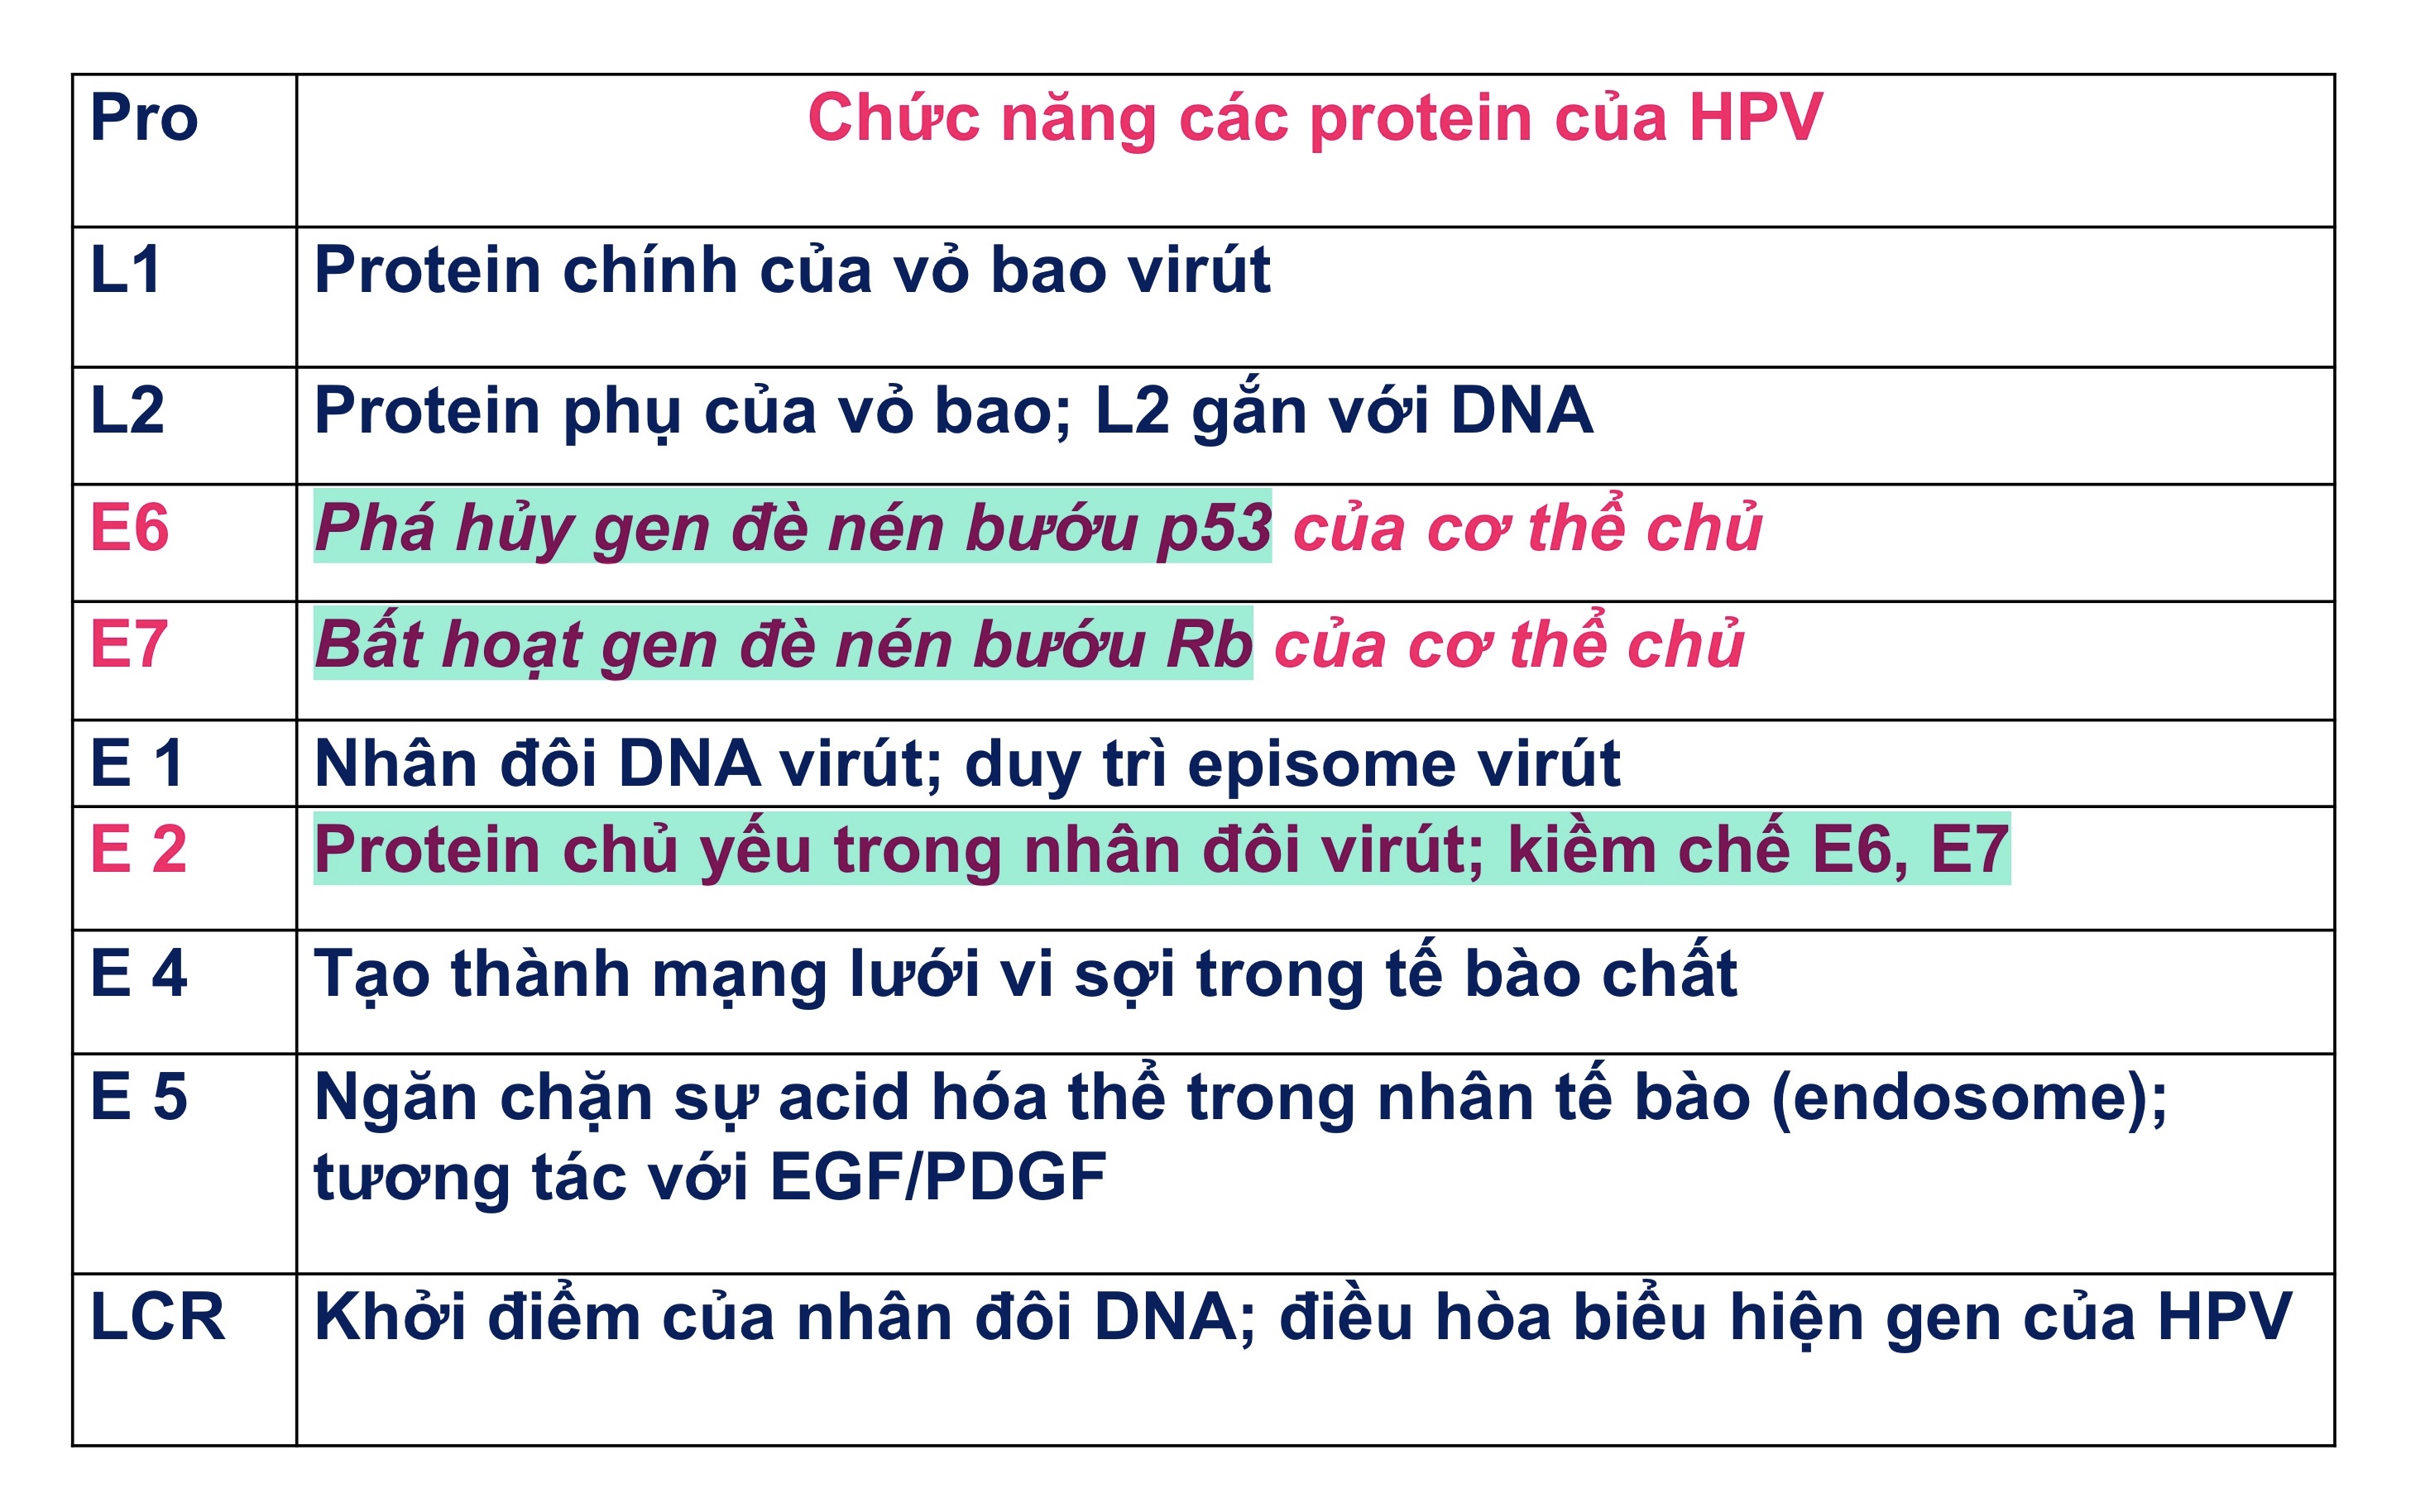 Pro
Chức năng các protein của HPV
L1
Protein chính của vỏ bao virút
L2
Protein phụ của vỏ bao; L2 gắn với DNA
E6
Phá hủy gen đè nén bướu p53 của cơ thể chủ
E7
Bất hoạt gen đè nén bướu Rb của cơ thể chủ
E 1
Nhân đôi DNA virút; duy trì episome virút
E 2
Protein chủ yếu trong nhân đôi virút; kiềm chế E6, E7
E 4
Tạo thành mạng lưới vi sợi trong tế bào chất
E 5
Ngăn chặn sự acid hóa thể trong nhân tế bào (endosome);
tương tác với EGF/PDGF
LCR
Khởi điểm của nhân đôi DNA; điều hòa biểu hiện gen của HPV